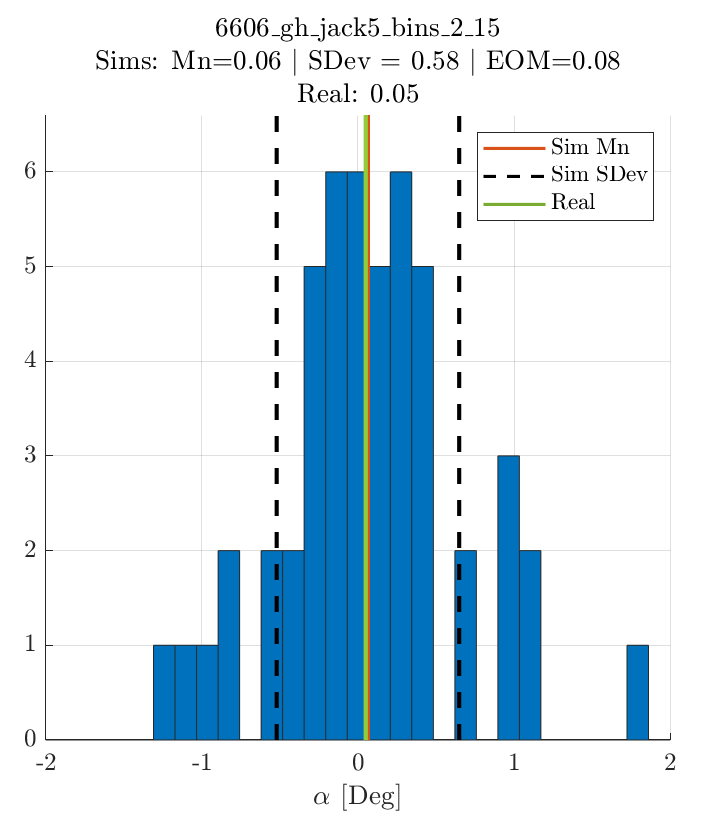 6606_gh_jack5_bins_2_15
Sims: Mn=0.06 | SDev = 0.58 | EOM=0.08
Real: 0.05
Sim Mn
Sim SDev
Real
6
5
4
3
2
1
0
-2 -1 0 1 2
α [Deg]